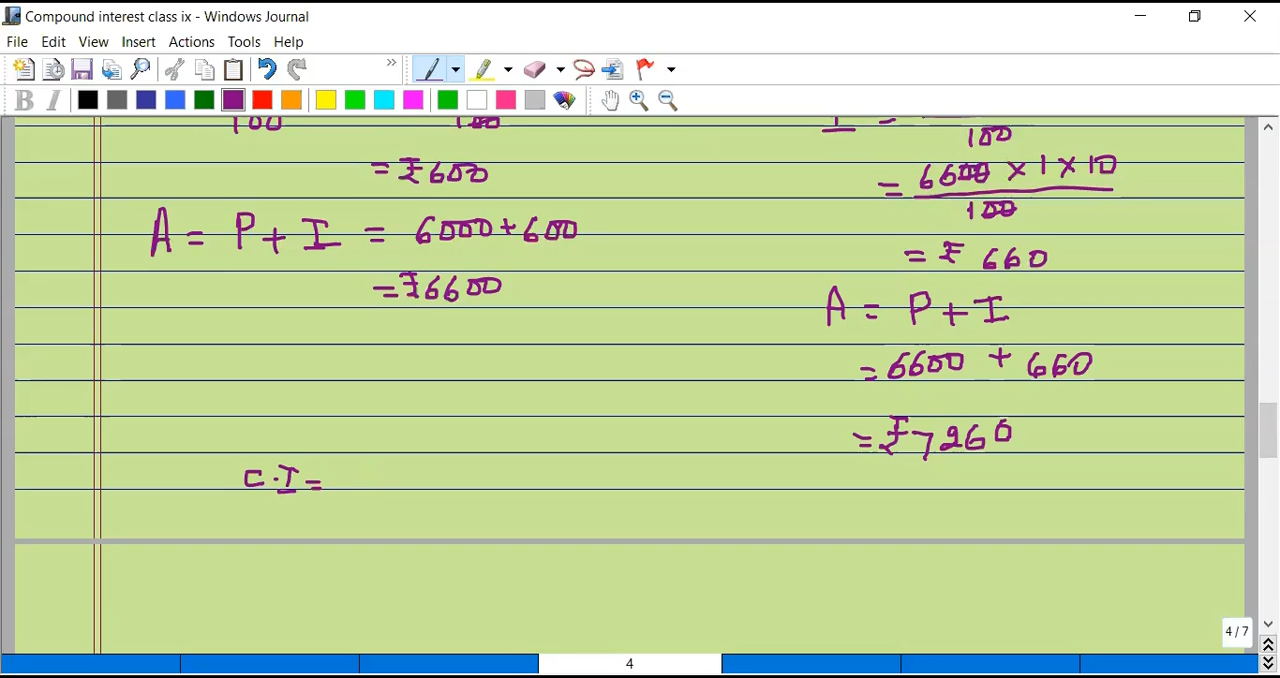 Compound interest class ix - Windows Journal
File Edit View Insert Actions Tools Help
B I
100 100
= ₹600
A = P + I = 6000 + 600
= ₹6600
I =
100
= 6600 × 1 × 10
100
= ₹ 660
A = P + I
= 6600 + 660
= ₹7260
C.I =
4 / 7
4